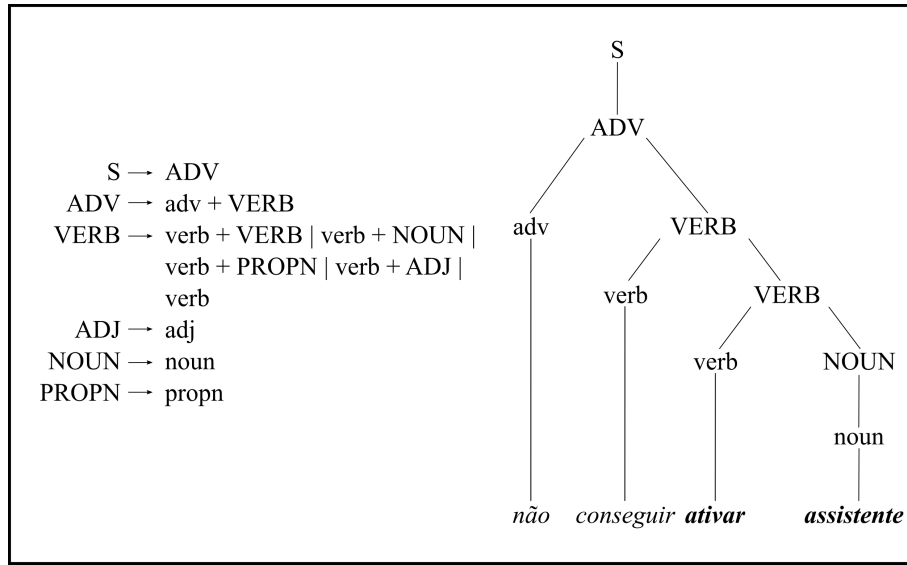 S → ADV
ADV → adv + VERB
VERB → verb + VERB | verb + NOUN |
verb + PROPN | verb + ADJ |
verb
ADJ → adj
NOUN → noun
PROPN → propn
S
ADV
adv VERB
verb VERB
verb NOUN
noun
não conseguir ativar assistente